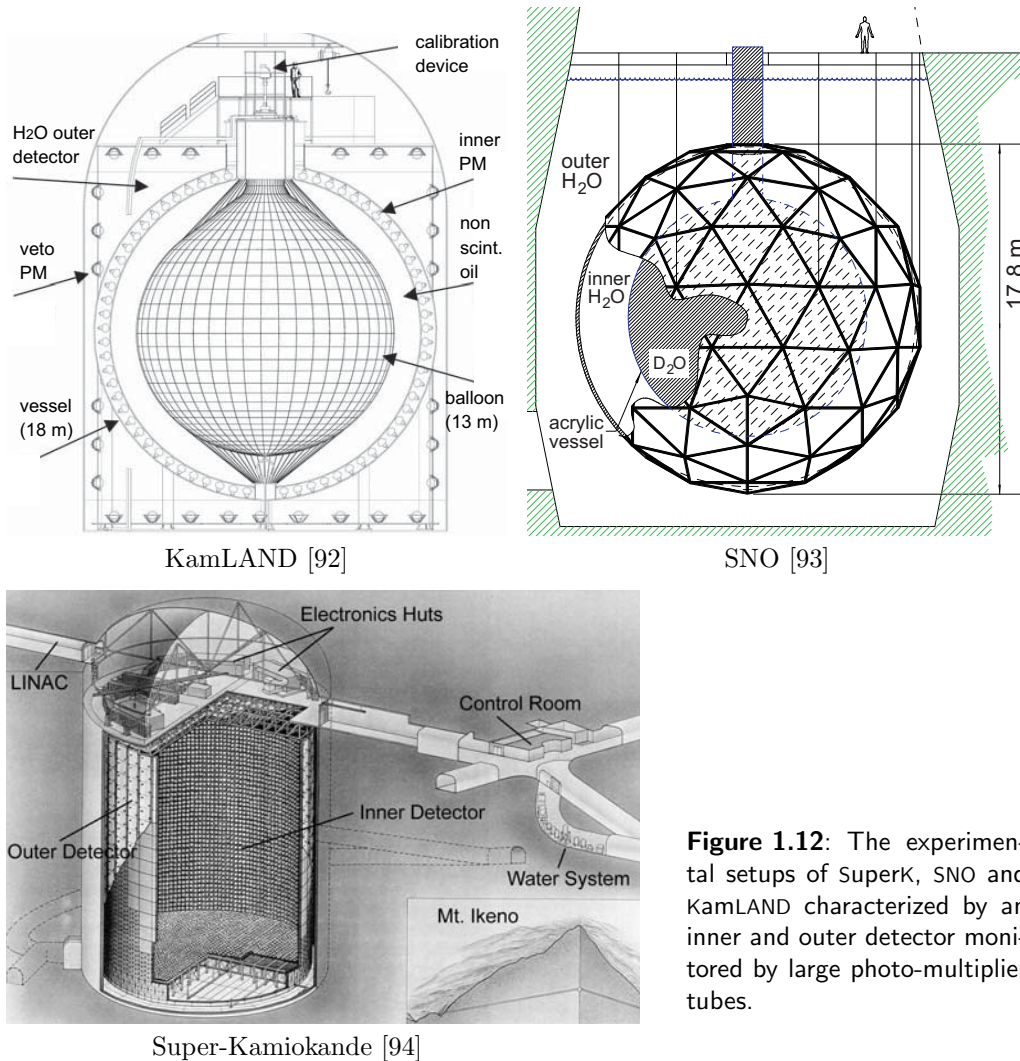 calibration
device
H2O outer
detector
inner
PM
veto
PM
non
scint.
oil
vessel
(18 m)
balloon
(13 m)
KamLAND [92]
outer
H2O
inner
H2O
D2O
acrylic
vessel
17.8 m
SNO [93]
Electronics Huts
LINAC
Control Room
Inner Detector
Outer Detector
Water System
Mt. Ikeno
Super-Kamiokande [94]
Figure 1.12: The experimen-
tal setups of SuperK, SNO and
KamLAND characterized by an
inner and outer detector moni-
tored by large photo-multiplier
tubes.